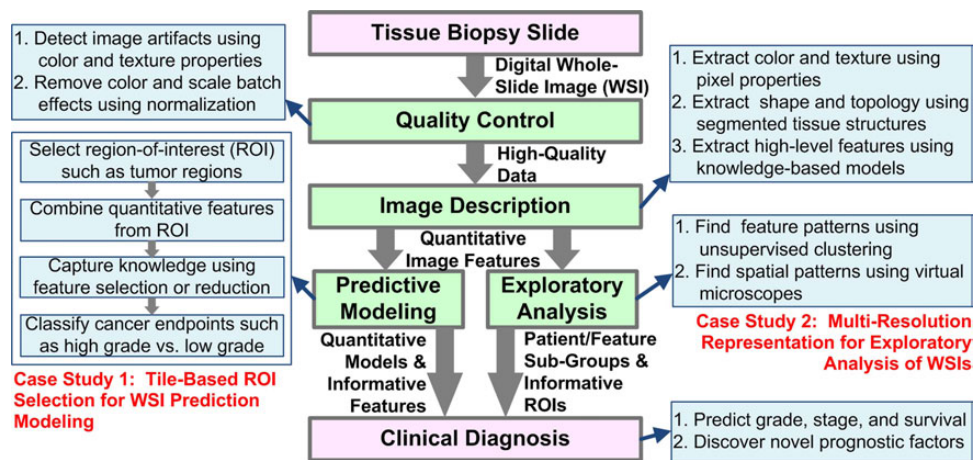 Tissue Biopsy Slide
Digital Whole-
Slide Image (WSI)
1. Detect image artifacts using
color and texture properties
2. Remove color and scale batch
effects using normalization
Quality Control
High-Quality
Data
1. Extract color and texture using
pixel properties
2. Extract shape and topology using
segmented tissue structures
3. Extract high-level features using
knowledge-based models
Image Description
Quantitative
Image Features
Select region-of-interest (ROI)
such as tumor regions
Combine quantitative features
from ROI
Capture knowledge using
feature selection or reduction
Classify cancer endpoints such
as high grade vs. low grade
Case Study 1: Tile-Based ROI
Selection for WSI Prediction
Modeling
Predictive
Modeling
Exploratory
Analysis
1. Find feature patterns using
unsupervised clustering
2. Find spatial patterns using virtual
microscopes
Case Study 2: Multi-Resolution
Representation for Exploratory
Analysis of WSIs
Quantitative
Models &
Informative
Features
Patient/Feature
Sub-Groups &
Informative
ROIs
Clinical Diagnosis
1. Predict grade, stage, and survival
2. Discover novel prognostic factors